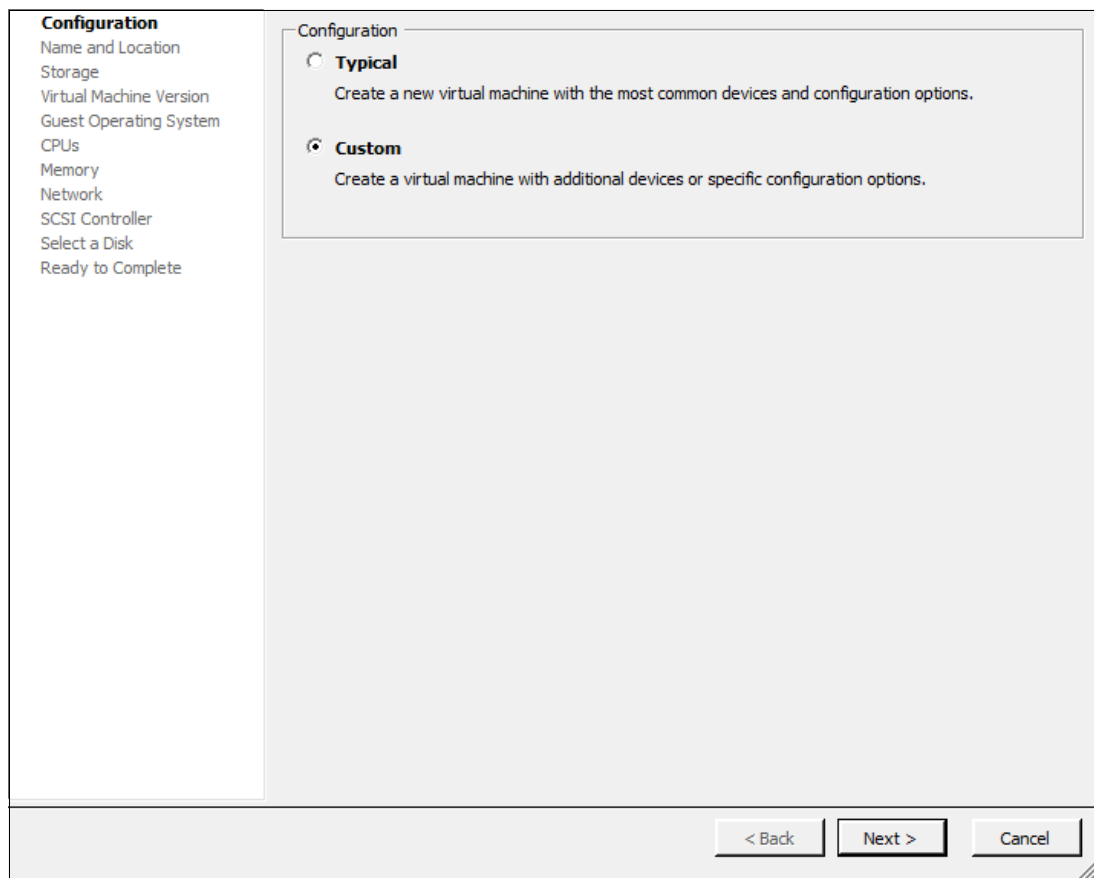 Configuration
Name and Location
Storage
Virtual Machine Version
Guest Operating System
CPUs
Memory
Network
SCSI Controller
Select a Disk
Ready to Complete
Configuration
Typical
Create a new virtual machine with the most common devices and configuration options.
Custom
Create a virtual machine with additional devices or specific configuration options.
< Back
Next >
Cancel